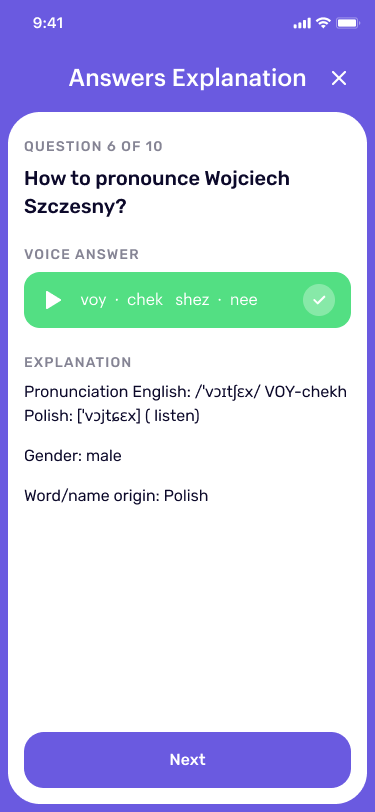 9:41
Answers Explanation
QUESTION 6 OF 10
How to pronounce Wojciech
Szczesny?
VOICE ANSWER
voy · chek shez · nee
EXPLANATION
Pronunciation English: /ˈvɔɪtʃɛx/ VOY-chekh
Polish: [ˈvɔjtɕɛx] ( listen)
Gender: male
Word/name origin: Polish
Next